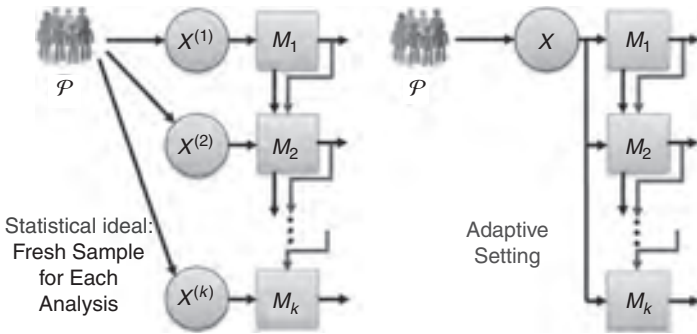 X(1) M1 X M1
P P
X(2) M2 M2
Statistical ideal:
Fresh Sample
for Each
Analysis
Adaptive
Setting
X(k) Mk Mk